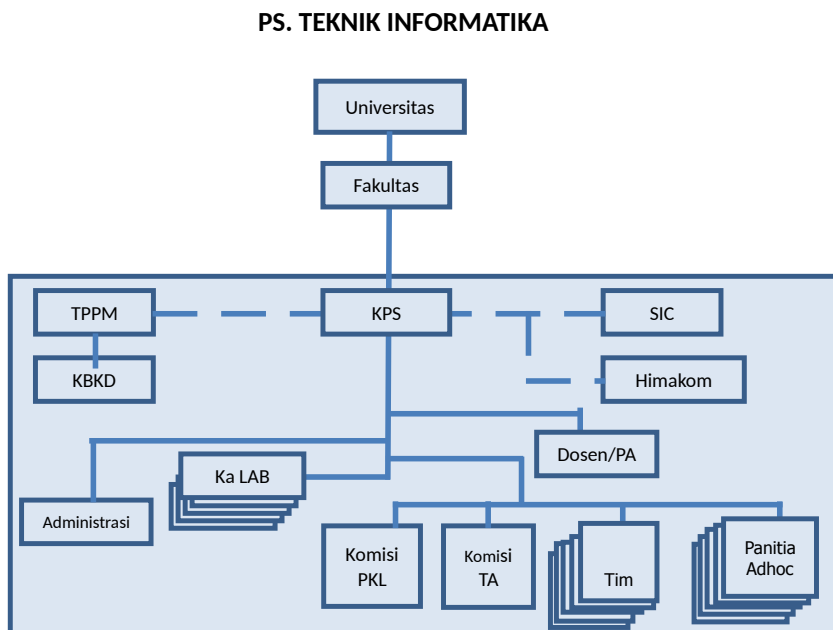 PS. TEKNIK INFORMATIKA
Universitas
Fakultas
TPPM
KPS
SIC
KBKD
Himakom
Dosen/PA
Ka LAB
Administrasi
Komisi
PKL
Komisi
TA
Tim
Panitia
Adhoc